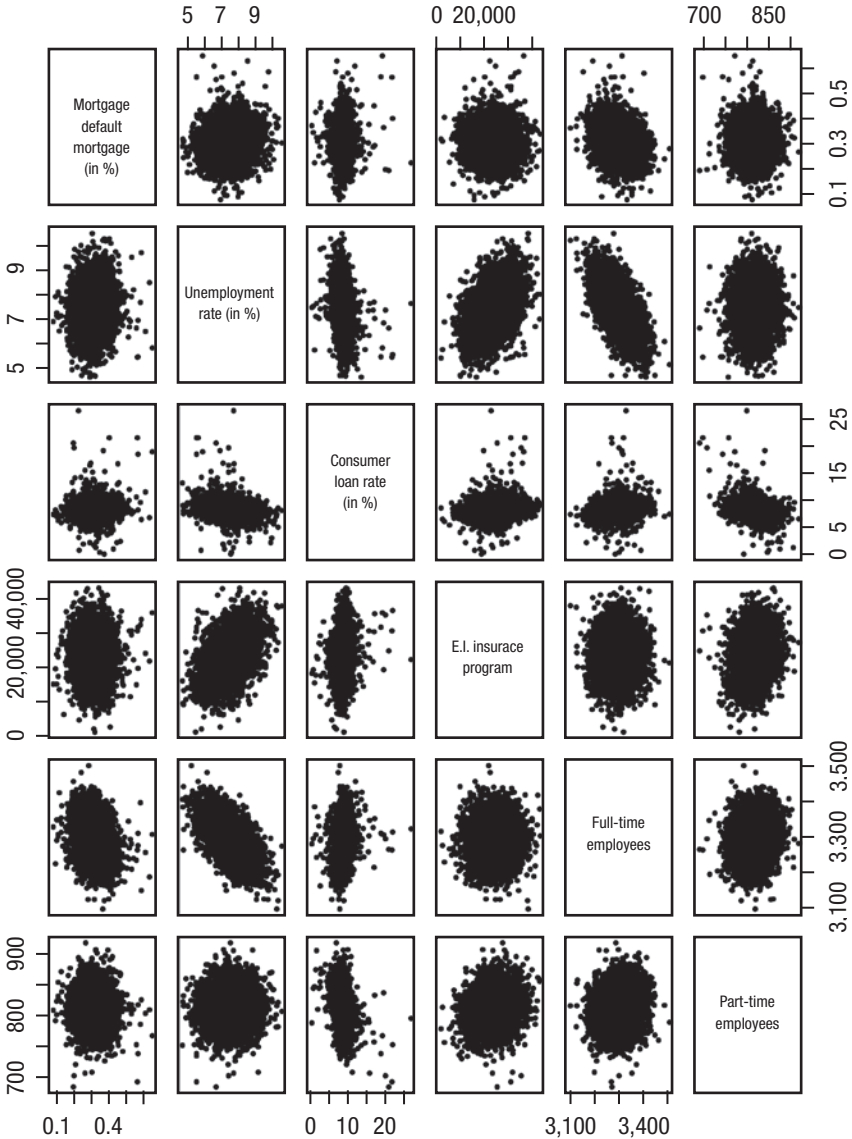 5 7 9
0 20,000
700 850
Mortgage
default
mortgage
(in %)
0.1 0.3 0.5
5 7 9
Unemployment
rate (in %)
Consumer
loan rate
(in %)
0 5 15 25
0 20,000 40,000
E.I. insurace
program
Full-time
employees
3.100 3.300 3.500
700 800 900
Part-time
employees
0.1 0.4
0 10 20
3,100 3,400